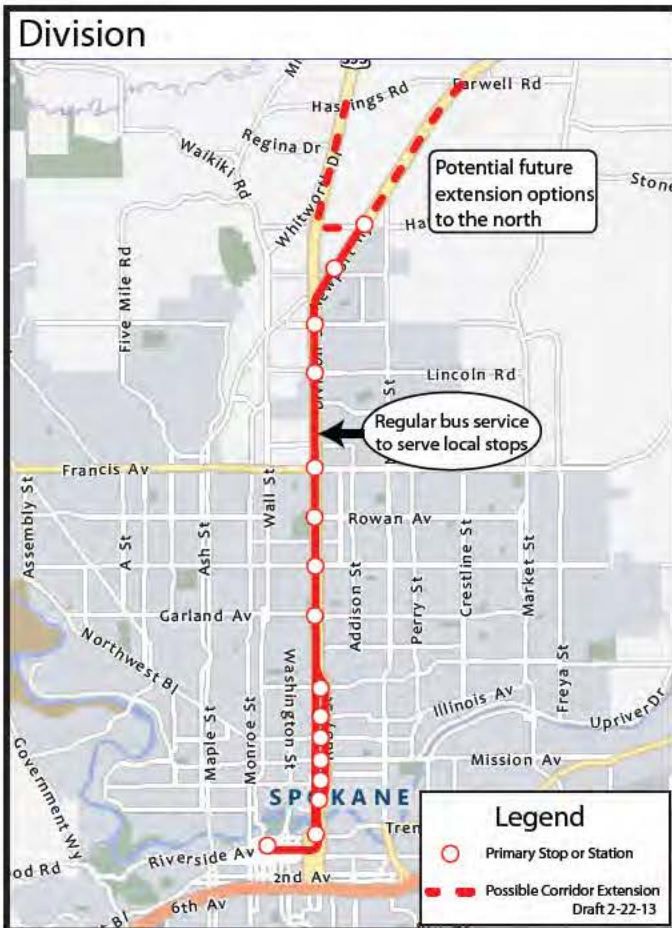 Division
Hastings Rd
Farwell Rd
Regina Dr
Waikiki Rd
Whitworth Dr
Potential future
extension options
to the north
Five Mile Rd
Lincoln Rd
Regular bus service
to serve local stops
Francis Av
Wall St
Rowan Av
Assembly St
A St
Ash St
Addison St
Perry St
Crestline St
Market St
Garland Av
Northwest Bl
Washington St
Freya St
Illinois Av
Upriver Dr
Maple St
Monroe St
Mission Av
Government Wy
SPOKANE
Riverside Av
2nd Av
6th Av
Legend
Primary Stop or Station
Possible Corridor Extension
Draft 2-22-13